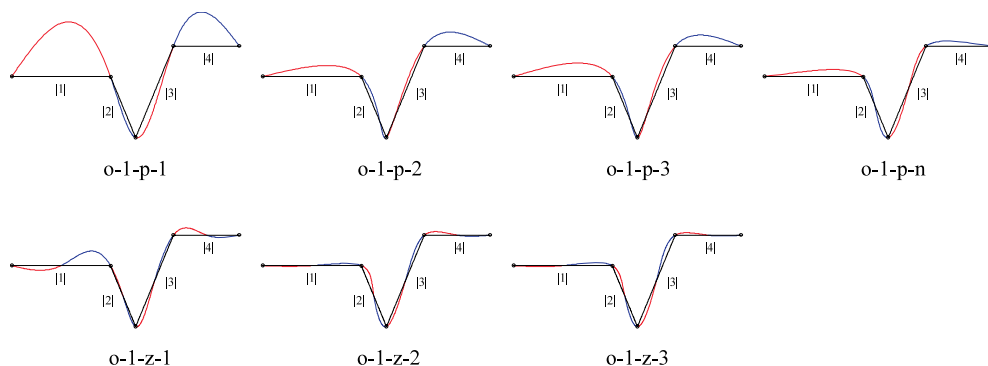 |4| |4| |4| |4|
|1| |3| |1| |3| |1| |3| |1| |3|
|2| |2| |2| |2|
o-1-p-1 o-1-p-2 o-1-p-3 o-1-p-n
|4| |4| |4|
|1| |3| |1| |3| |1| |3|
|2| |2| |2|
o-1-z-1 o-1-z-2 o-1-z-3